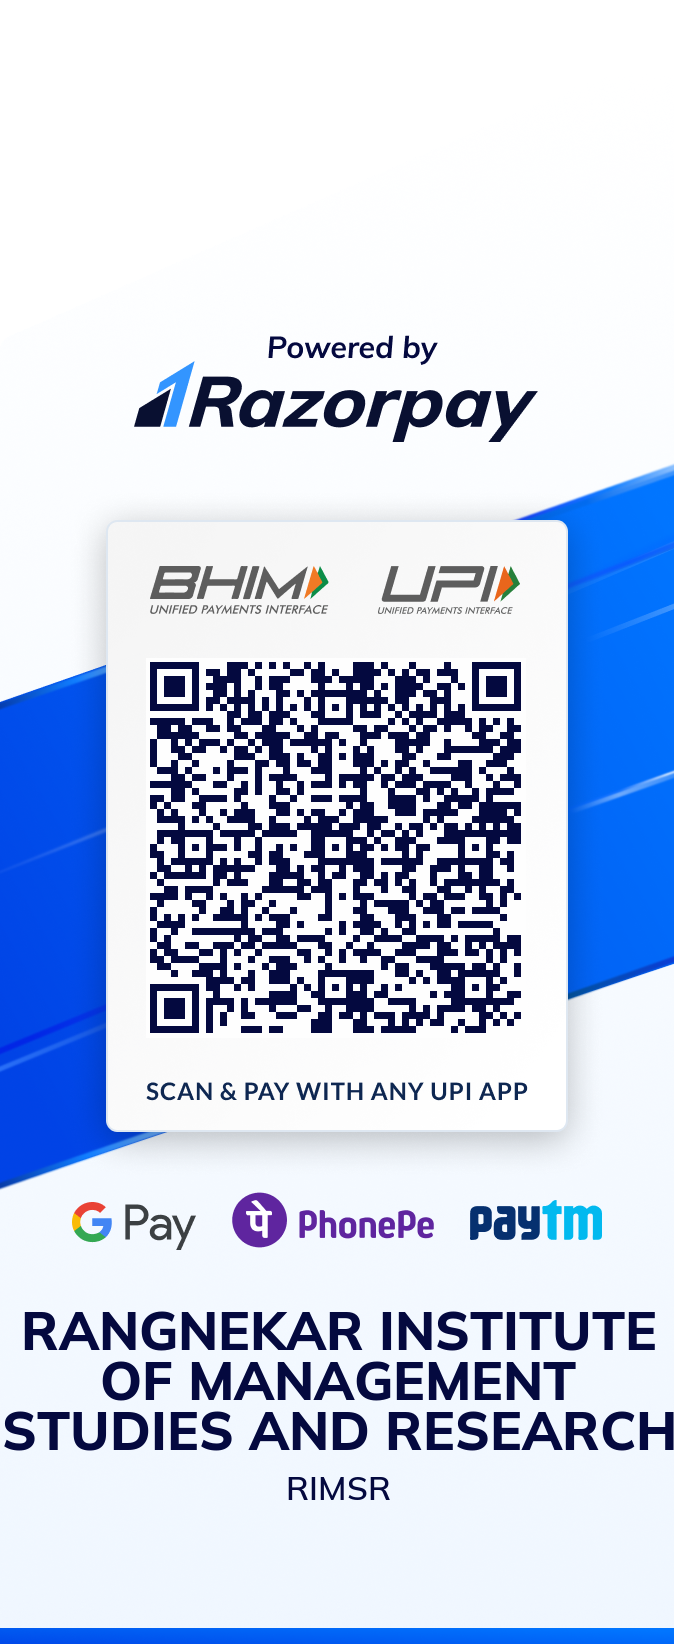 Powered by
Razorpay
BHIM UPI
UNIFIED PAYMENTS INTERFACE UNIFIED PAYMENTS INTERFACE
SCAN & PAY WITH ANY UPI APP
G Pay पे PhonePe paytm
RANGNEKAR INSTITUTE
OF MANAGEMENT
STUDIES AND RESEARCH
RIMSR